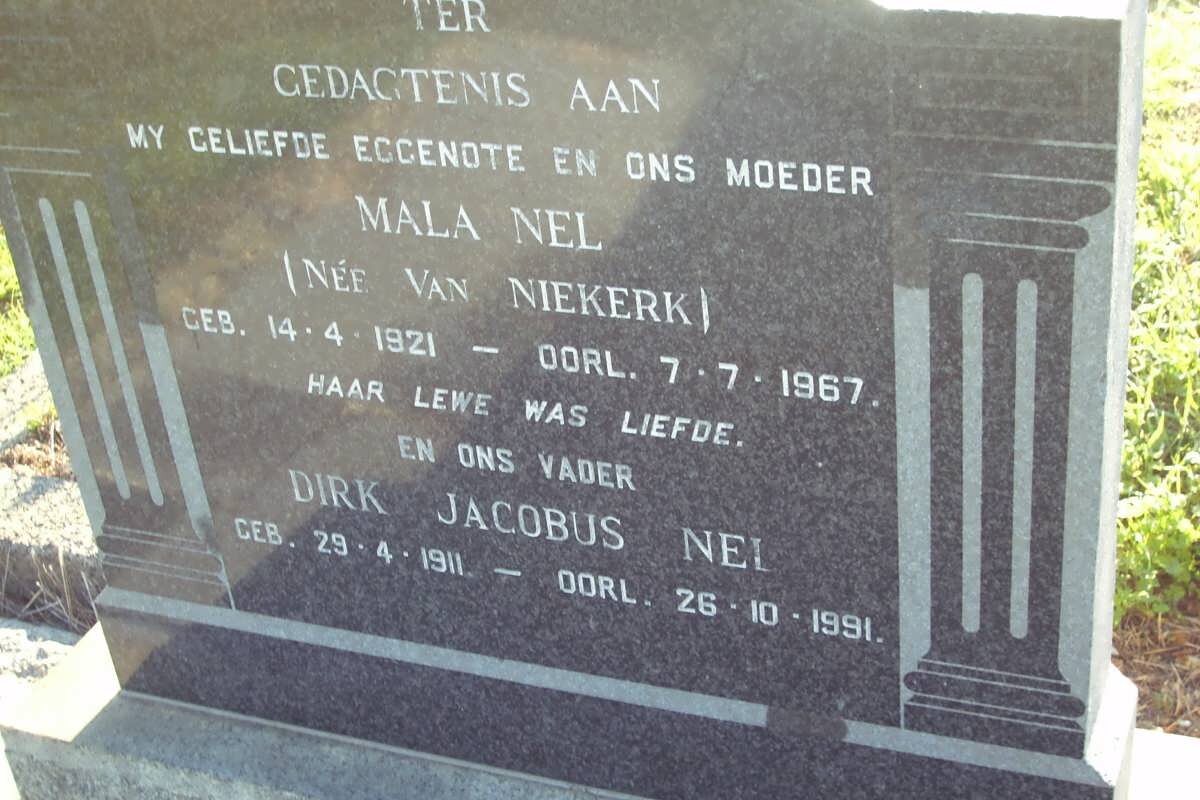 TER
GEDAGTENIS AAN
MY GELIEFDE EGGENOTE EN ONS MOEDER
MALA NEL
(NÉE VAN NIEKERK)
GEB. 14·4·1921 – OORL. 7·7·1967.
HAAR LEWE WAS LIEFDE.
EN ONS VADER
DIRK JACOBUS NEL
GEB. 29·4·1911 – OORL. 26·10·1991.